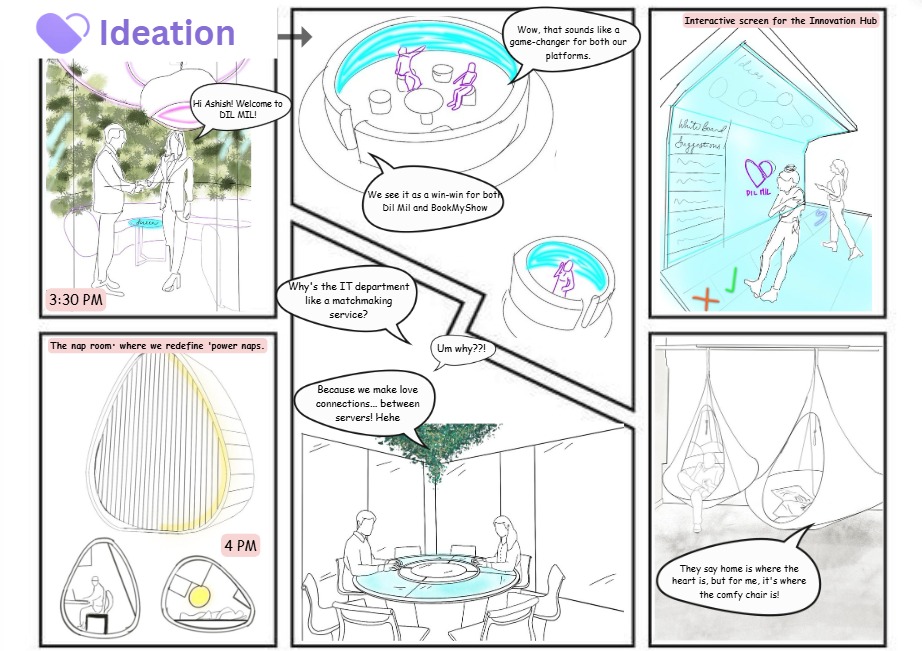 Ideation
Hi Ashish! Welcome to
DIL MIL!
3:30 PM
Wow, that sounds like a
game-changer for both our
platforms.
We see it as a win-win for both
Dil Mil and BookMyShow
Interactive screen for the Innovation Hub
Ideas
White Board
Suggestions
DIL MIL
The nap room· where we redefine 'power naps.
4 PM
Why's the IT department
like a matchmaking
service?
Um why??!
Because we make love
connections... between
servers! Hehe
They say home is where the
heart is, but for me, it's where
the comfy chair is!